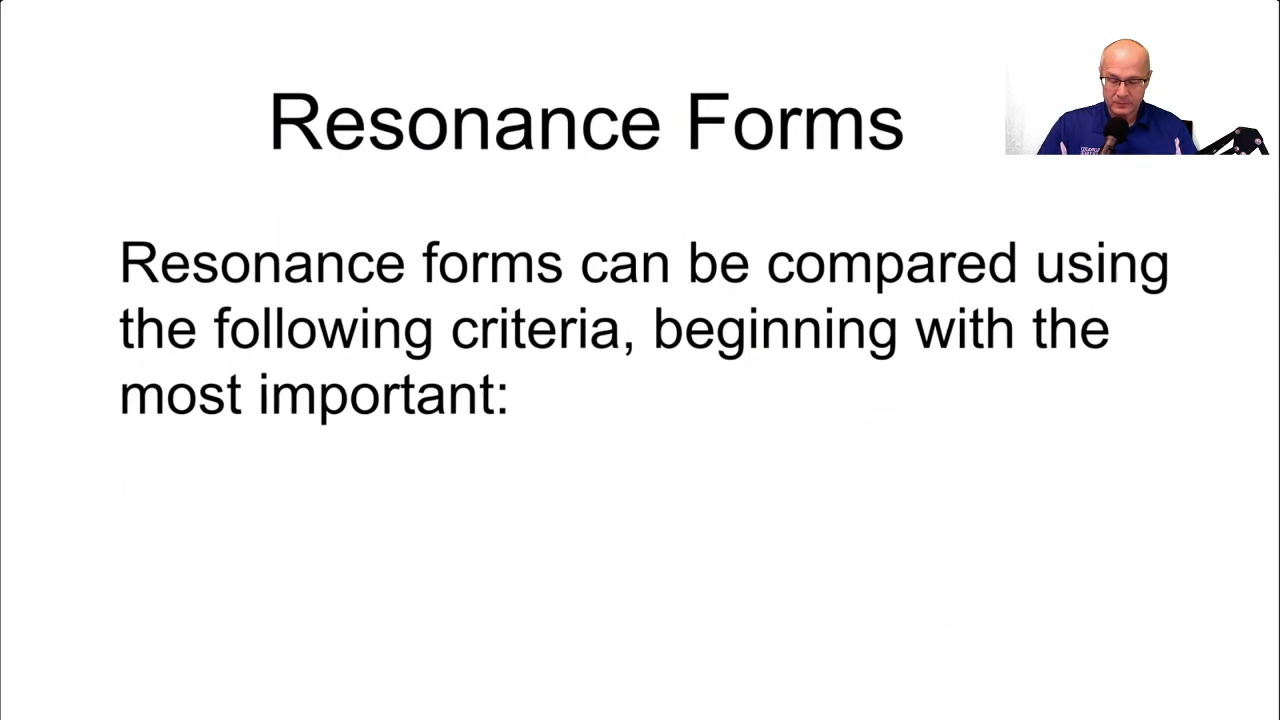 Resonance Forms
Resonance forms can be compared using
the following criteria, beginning with the
most important: